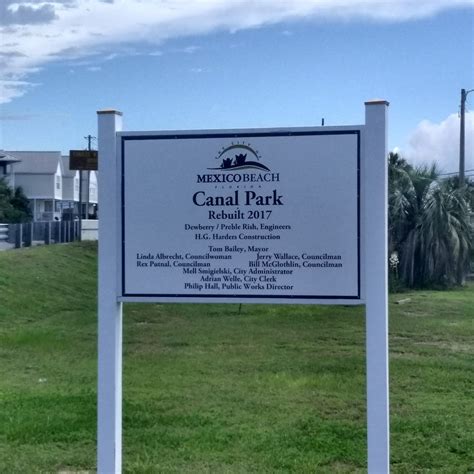 THE CITY OF
MEXICO BEACH
FLORIDA
Canal Park
Rebuilt 2017
Dewberry / Preble Rish, Engineers
H.G. Harders Construction
Tom Bailey, Mayor
Linda Albrecht, Councilwoman Jerry Wallace, Councilman
Rex Putnal, Councilman Bill McGlothlin, Councilman
Mell Smigielski, City Administrator
Adrian Welle, City Clerk
Philip Hall, Public Works Director